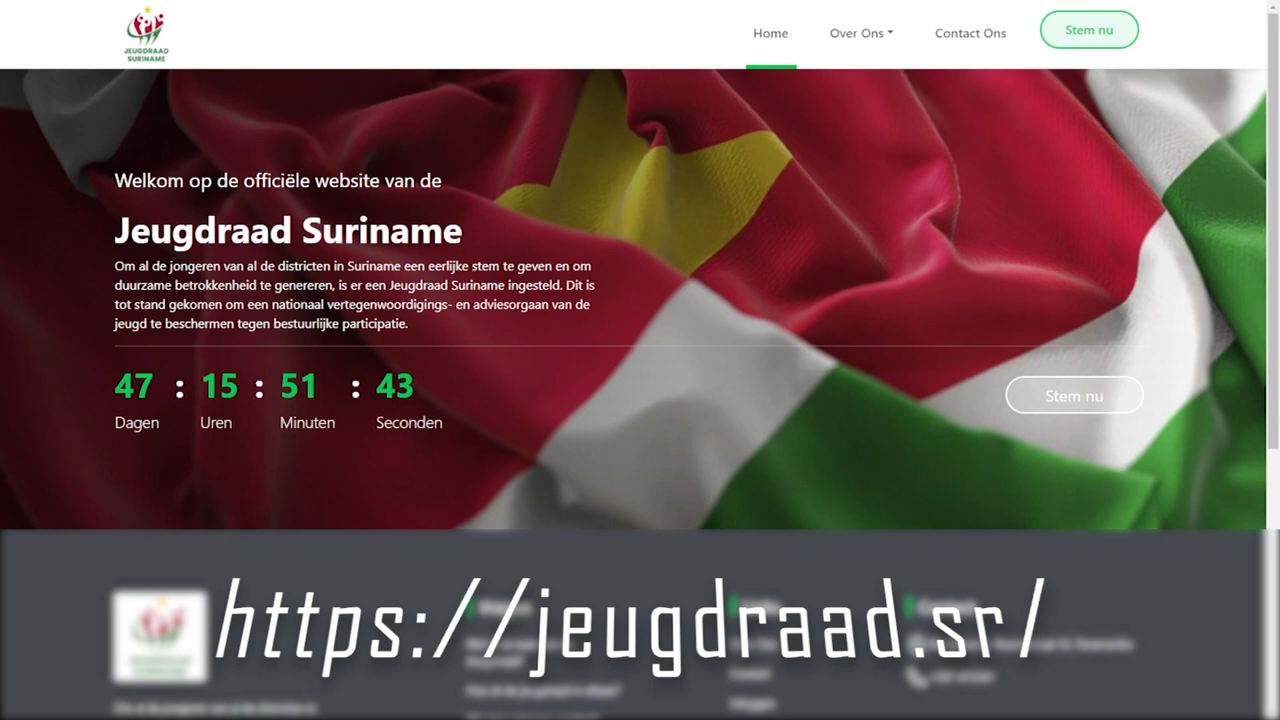 JEUGDRAAD
SURINAME
Home
Over Ons
Contact Ons
Stem nu
Welkom op de officiële website van de
Jeugdraad Suriname
Om al de jongeren van al de districten in Suriname een eerlijke stem te geven en om
duurzame betrokkenheid te genereren, is er een Jeugdraad Suriname ingesteld. Dit is
tot stand gekomen om een nationaal vertegenwoordigings- en adviesorgaan van de
jeugd te beschermen tegen bestuurlijke participatie.
47 : 15 : 51 : 43
Dagen Uren Minuten Seconden
Stem nu
https://jeugdraad.sr/